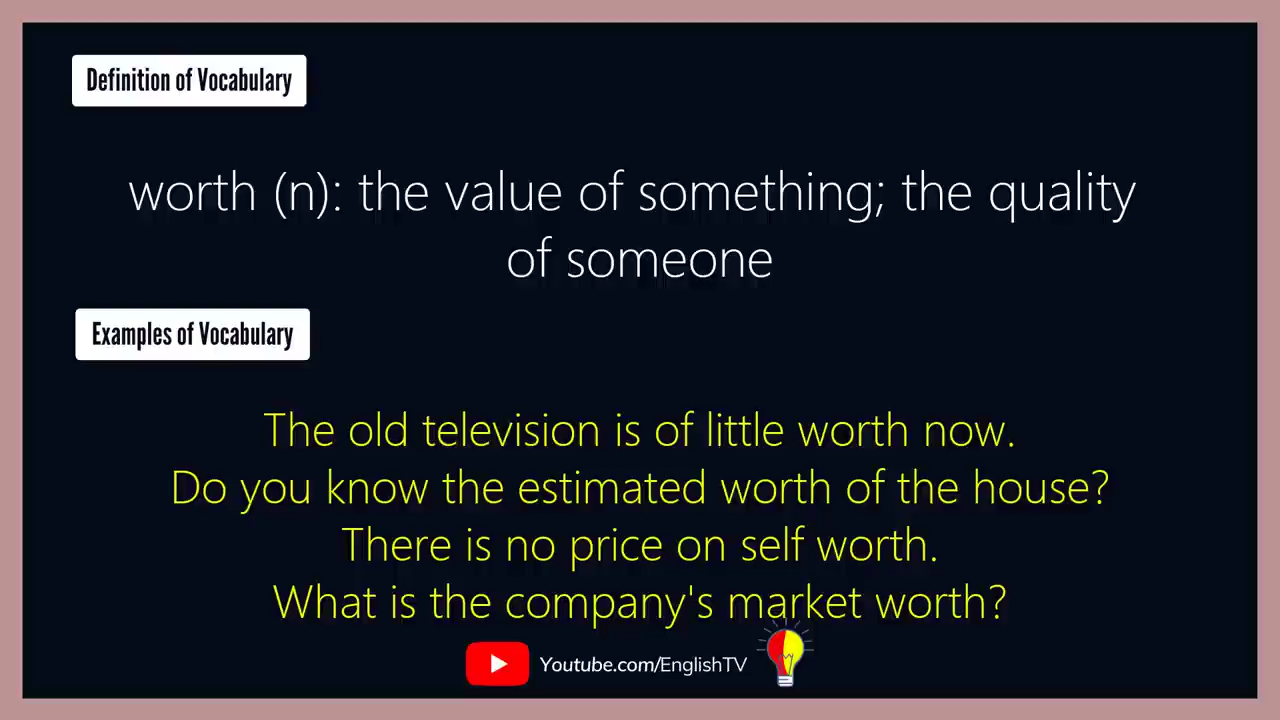 Definition of Vocabulary
worth (n): the value of something; the quality
of someone
Examples of Vocabulary
The old television is of little worth now.
Do you know the estimated worth of the house?
There is no price on self worth.
What is the company's market worth?
Youtube.com/EnglishTV